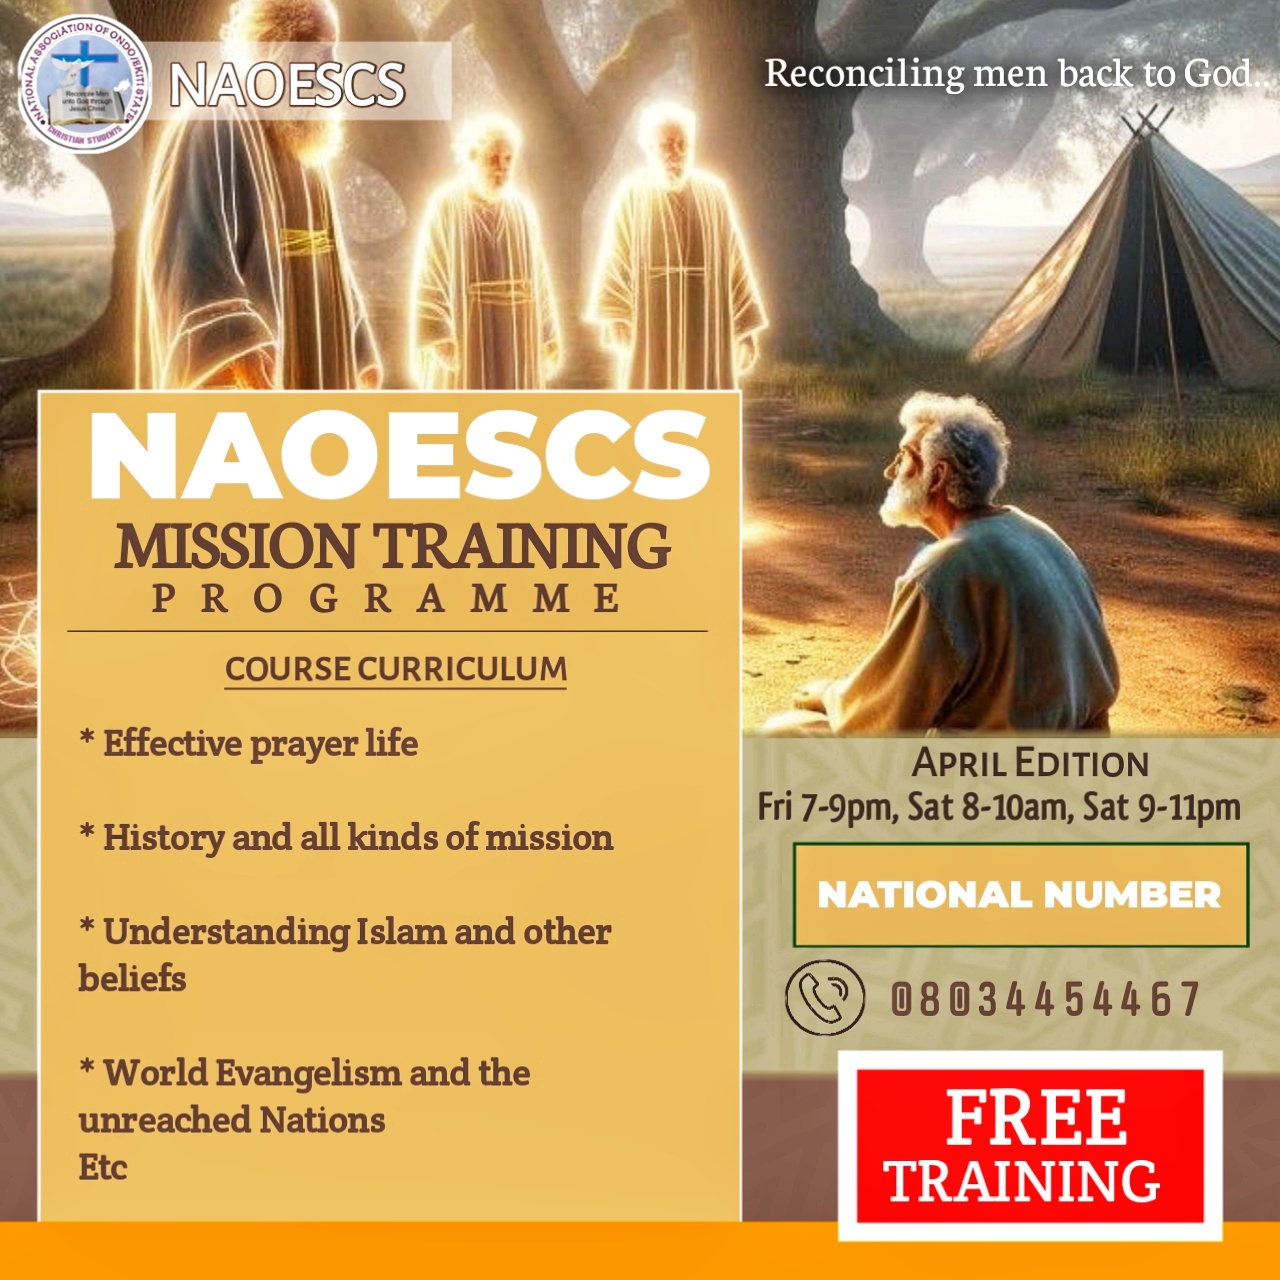 NATIONAL ASSOCIATION OF ONDO/EKITI STATE
Reconcile Men
unto God through
Jesus Christ
CHRISTIAN STUDENTS
NAOESCS
Reconciling men back to God..
NAOESCS
MISSION TRAINING
PROGRAMME
COURSE CURRICULUM
* Effective prayer life
* History and all kinds of mission
* Understanding Islam and other
beliefs
* World Evangelism and the
unreached Nations
Etc
APRIL EDITION
Fri 7-9pm, Sat 8-10am, Sat 9-11pm
NATIONAL NUMBER
08034454467
FREE
TRAINING